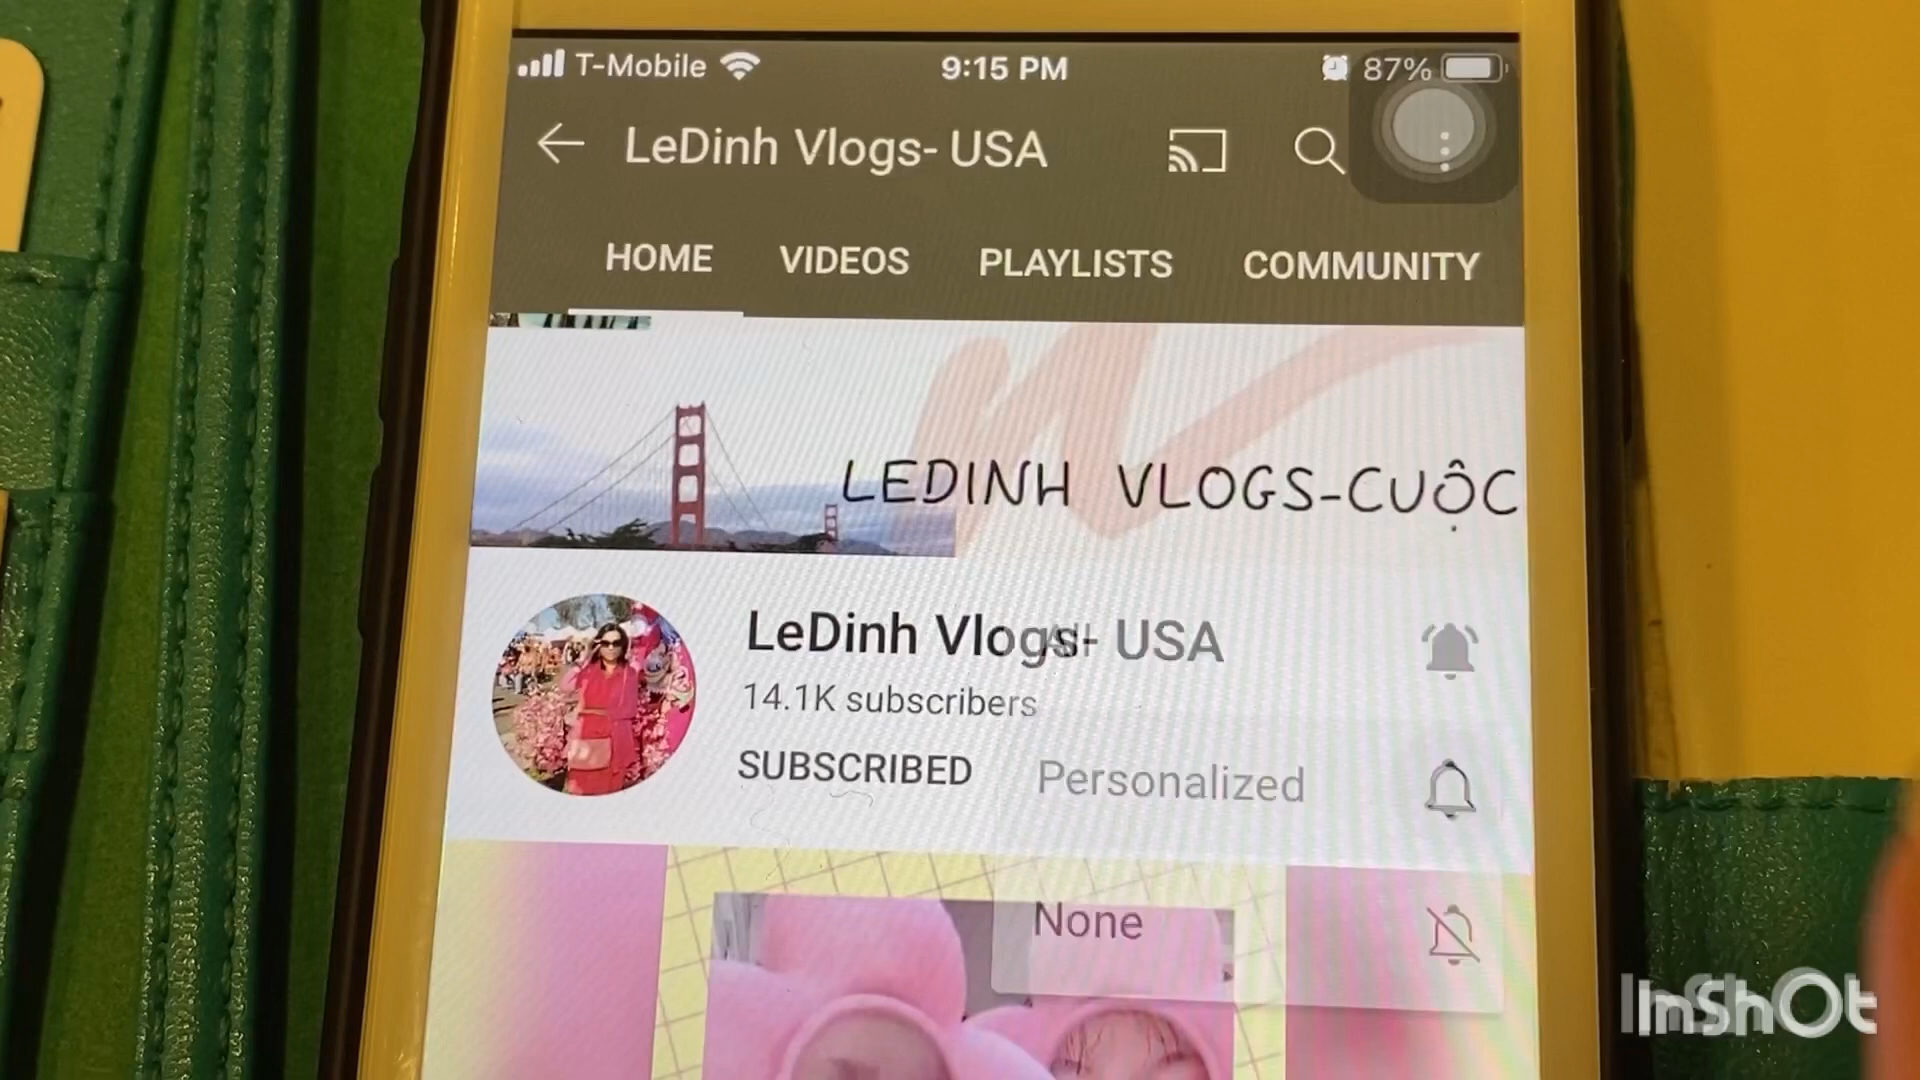 T-Mobile 9:15 PM 87%
LeDinh Vlogs- USA
HOME VIDEOS PLAYLISTS COMMUNITY
LEDINH VLOGS-CUỘC
LeDinh Vlogs- USA
All
14.1K subscribers
SUBSCRIBED Personalized
None
InShOt